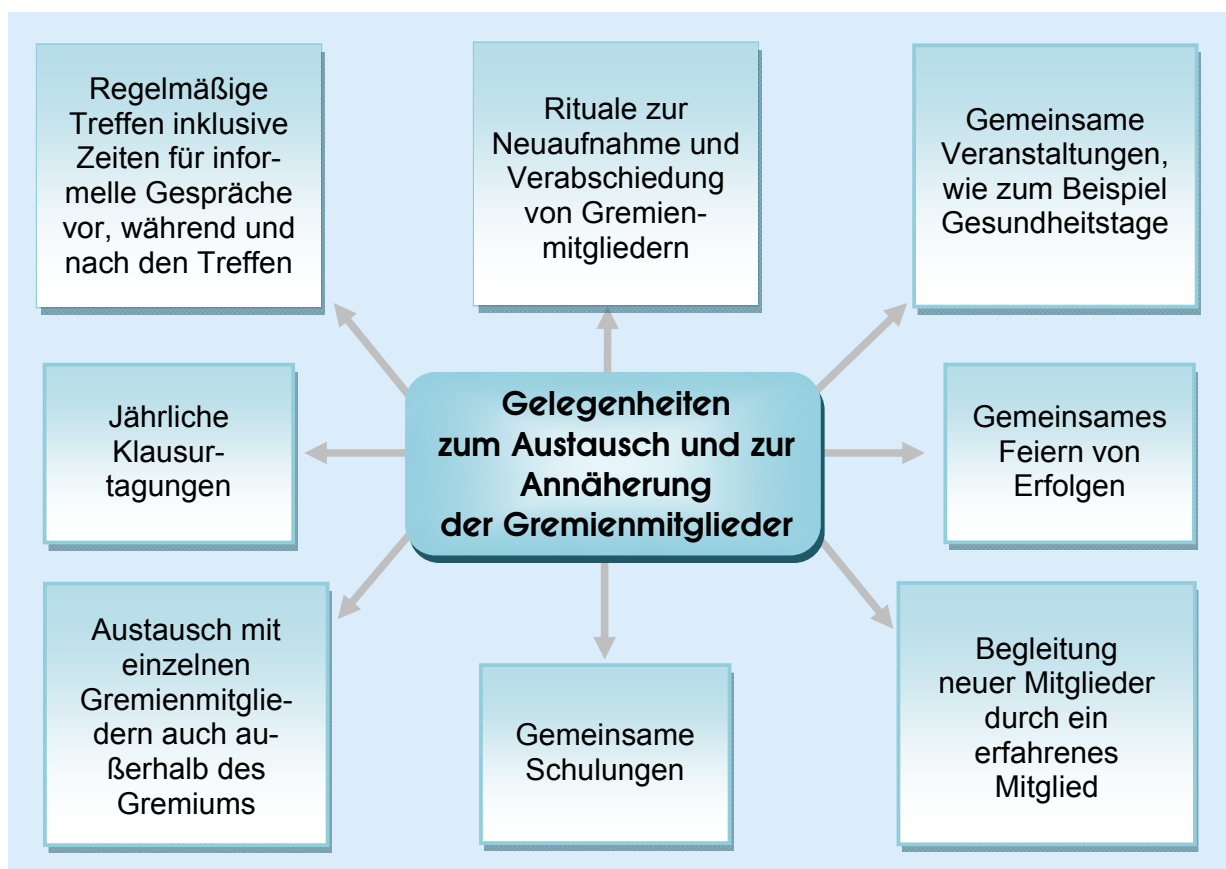 Regelmäßige
Treffen inklusive
Zeiten für infor-
melle Gespräche
vor, während und
nach den Treffen
Rituale zur
Neuaufnahme und
Verabschiedung
von Gremien-
mitgliedern
Gemeinsame
Veranstaltungen,
wie zum Beispiel
Gesundheitstage
Jährliche
Klausur-
tagungen
Gelegenheiten
zum Austausch und zur
Annäherung
der Gremienmitglieder
Gemeinsames
Feiern von
Erfolgen
Austausch mit
einzelnen
Gremienmitglie-
dern auch au-
ßerhalb des
Gremiums
Gemeinsame
Schulungen
Begleitung
neuer Mitglieder
durch ein
erfahrenes
Mitglied